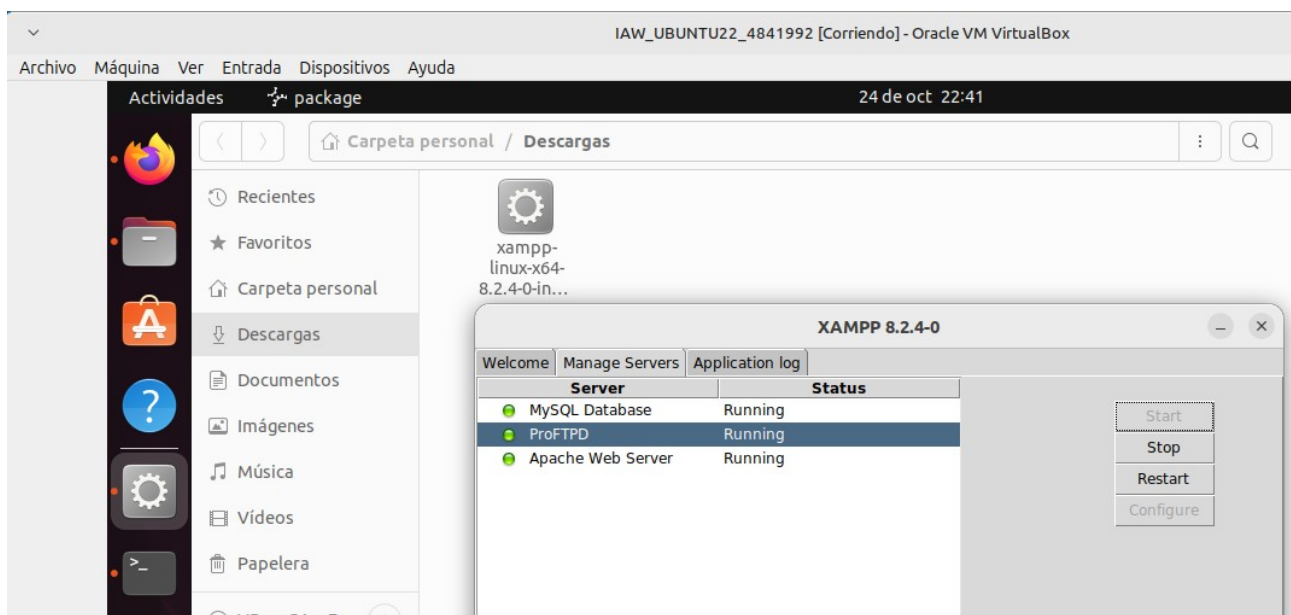 IAW_UBUNTU22_4841992 [Corriendo] - Oracle VM VirtualBox
Archivo Máquina Ver Entrada Dispositivos Ayuda
Actividades package 24 de oct 22:41
Carpeta personal / Descargas
Recientes
Favoritos
Carpeta personal
Descargas
Documentos
Imágenes
Música
Vídeos
Papelera
xampp-
linux-x64-
8.2.4-0-in...
XAMPP 8.2.4-0
Welcome Manage Servers Application log
Server Status
MySQL Database Running
ProFTPD Running
Apache Web Server Running
Start
Stop
Restart
Configure